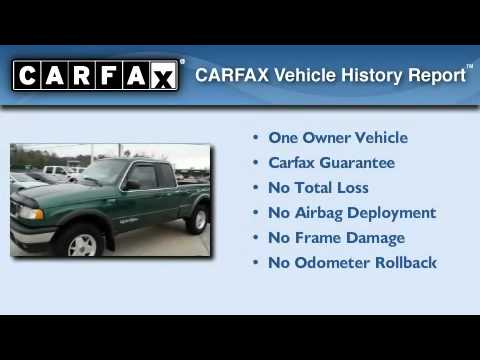 CARFAX® CARFAX Vehicle History Report™
• One Owner Vehicle
• Carfax Guarantee
• No Total Loss
• No Airbag Deployment
• No Frame Damage
• No Odometer Rollback